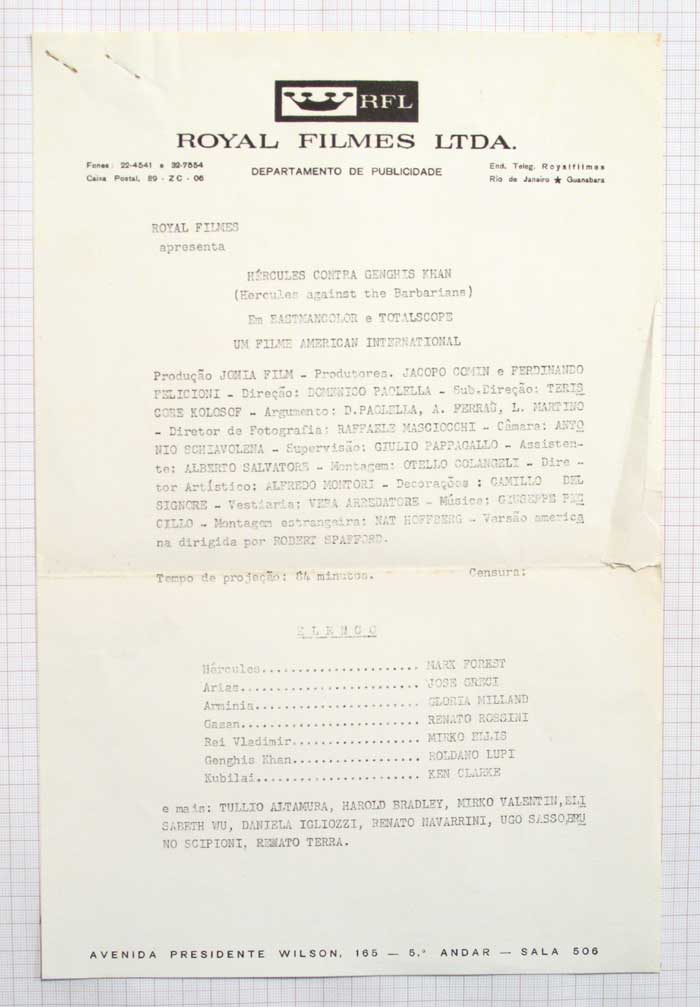 RFL
ROYAL FILMES LTDA.
Fones: 22-4541 e 32-7554
Caixa Postal, 89 - ZC - 06
DEPARTAMENTO DE PUBLICIDADE
End. Teleg. Royalfilmes
Rio de Janeiro ★ Guanabara
ROYAL FILMES
apresenta
HÉRCULES CONTRA GENGHIS KHAN
(Hercules against the Barbarians)
Em EASTMANCOLOR e TOTALSCOPE
UM FILME AMERICAN INTERNATIONAL
Produção JONIA FILM - Produtores. JACOPO COMIN e FERDINANDO
FELICIONI - Direção: DOMENICO PAOLELLA - Sub.Direção: TERIS
CORE KOLOSOF - Argumento: D.PAOLELLA, A. FERRAÙ, L. MARTINO
- Diretor de Fotografia: RAFFAELE MASCIOCCHI - Câmara: ANTO
NIO SCHIAVOLENA - Supervisão: GIULIO PAPPAGALLO - Assisten-
te: ALBERTO SALVATORE - Montagem: OTELLO COLANGELI - Dire -
tor Artístico: ALFREDO MONTORI - Decorações : CAMILLO DEL
SIGNORE - Vestiaria: VERA ARREDATORE - Música: GIUSEPPE PIC
CILLO - Montagem estrangeira: NAT HOFFBERG - Versão america
na dirigida por ROBERT SPAFFORD.
Tempo de projação: 84 minutos. Censura:
E L E N C O
Hércules...................... MARK FOREST
Arias......................... JOSE GRECI
Arminia....................... GLORIA MILLAND
Gasan......................... RENATO ROSSINI
Rei Vladimir.................. MIRKO ELLIS
Genghis Khan.................. ROLDANO LUPI
Kubilai....................... KEN CLARKE
e mais: TULLIO ALTAMURA, HAROLD BRADLEY, MIRKO VALENTIN,ELI
SABETH WU, DANIELA IGLIOZZI, RENATO NAVARRINI, UGO SASSO,BRU
NO SCIPIONI, RENATO TERRA.
AVENIDA PRESIDENTE WILSON, 165 — 5.º ANDAR — SALA 506